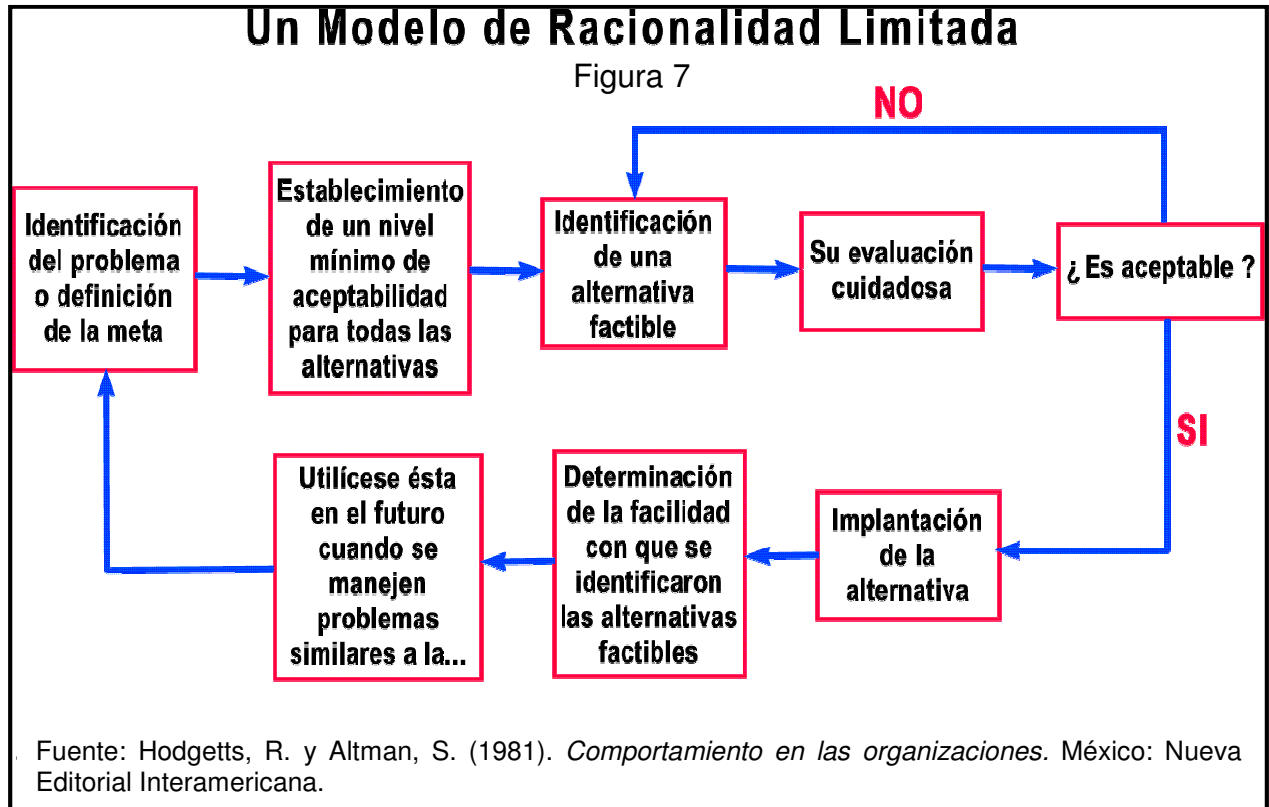 Un Modelo de Racionalidad Limitada
Figura 7
NO
Identificación
del problema
o definición
de la meta
Establecimiento
de un nivel
mínimo de
aceptabilidad
para todas las
alternativas
Identificación
de una
alternativa
factible
Su evaluación
cuidadosa
¿ Es aceptable ?
SI
Implantación
de la
alternativa
Determinación
de la facilidad
con que se
identificaron
las alternativas
factibles
Utilícese ésta
en el futuro
cuando se
manejen
problemas
similares a la...
. Fuente: Hodgetts, R. y Altman, S. (1981). Comportamiento en las organizaciones. México: Nueva
Editorial Interamericana.